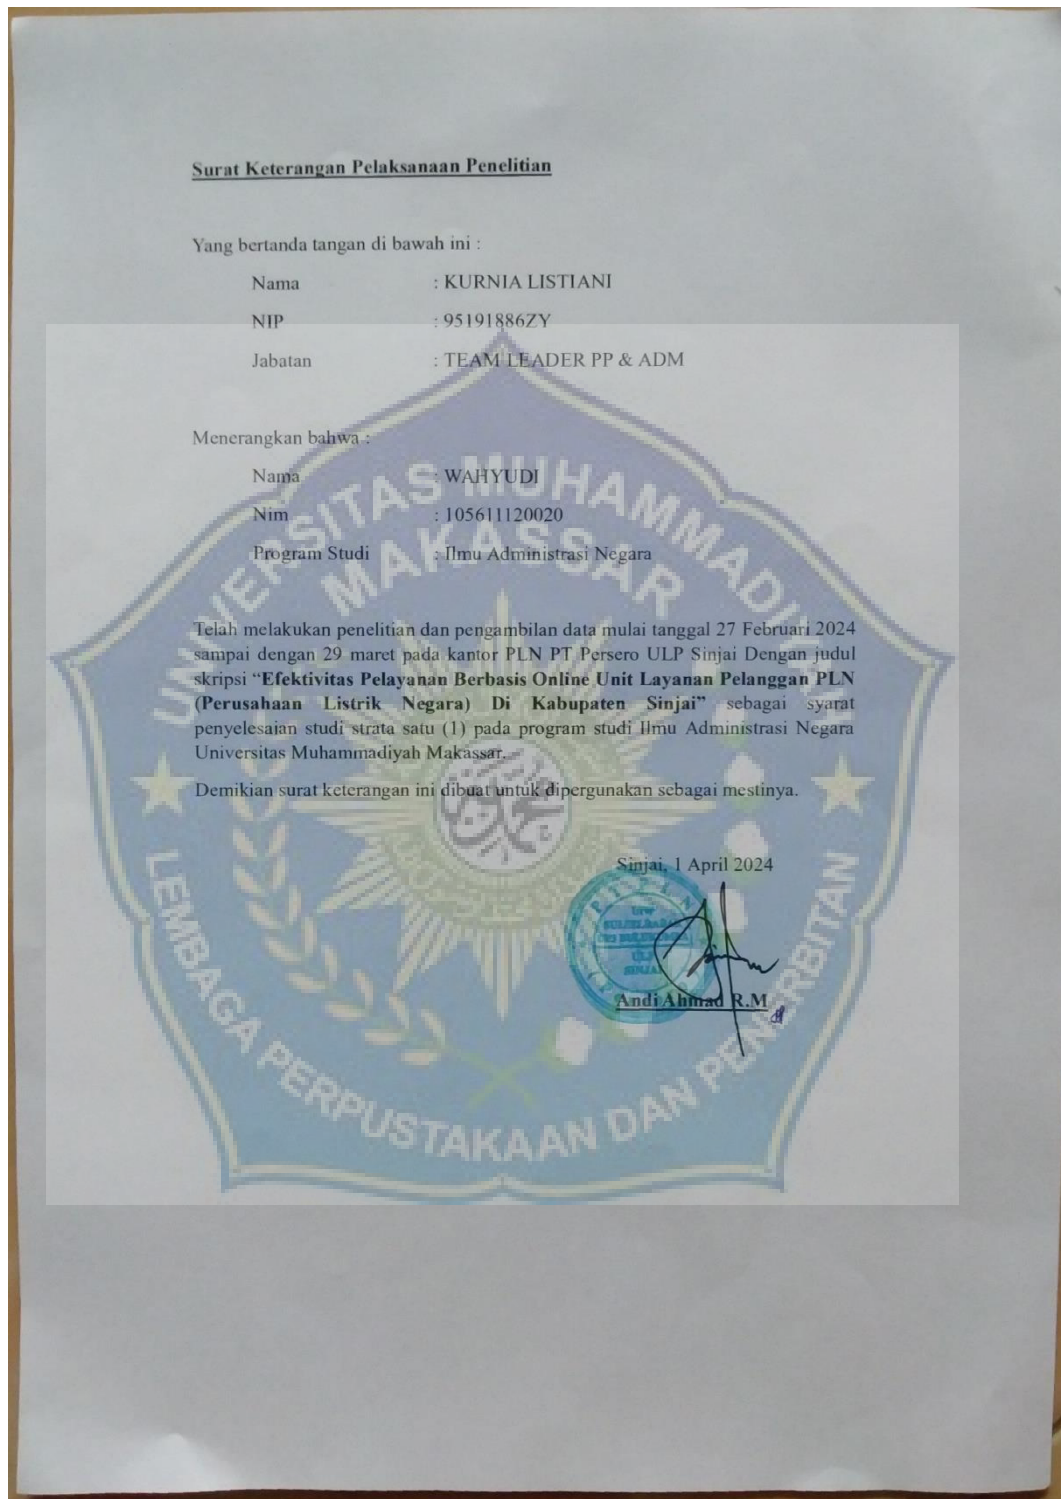 Surat Keterangan Pelaksanaan Penelitian
Yang bertanda tangan di bawah ini :
Nama : KURNIA LISTIANI
NIP : 95191886ZY
Jabatan : TEAM LEADER PP & ADM
Menerangkan bahwa :
Nama : WAHYUDI
Nim : 105611120020
Program Studi : Ilmu Administrasi Negara
Telah melakukan penelitian dan pengambilan data mulai tanggal 27 Februari 2024
sampai dengan 29 maret pada kantor PLN PT Persero ULP Sinjai Dengan judul
skripsi “Efektivitas Pelayanan Berbasis Online Unit Layanan Pelanggan PLN
(Perusahaan Listrik Negara) Di Kabupaten Sinjai” sebagai syarat
penyelesaian studi strata satu (1) pada program studi Ilmu Administrasi Negara
Universitas Muhammadiyah Makassar.
Demikian surat keterangan ini dibuat untuk dipergunakan sebagai mestinya.
Sinjai, 1 April 2024
ULP
SINJAI
Andi Ahmad R.M
UNIVERSITAS MUHAMMADIYAH
MAKASSAR
محمد
LEMBAGA PERPUSTAKAAN DAN PENERBITAN